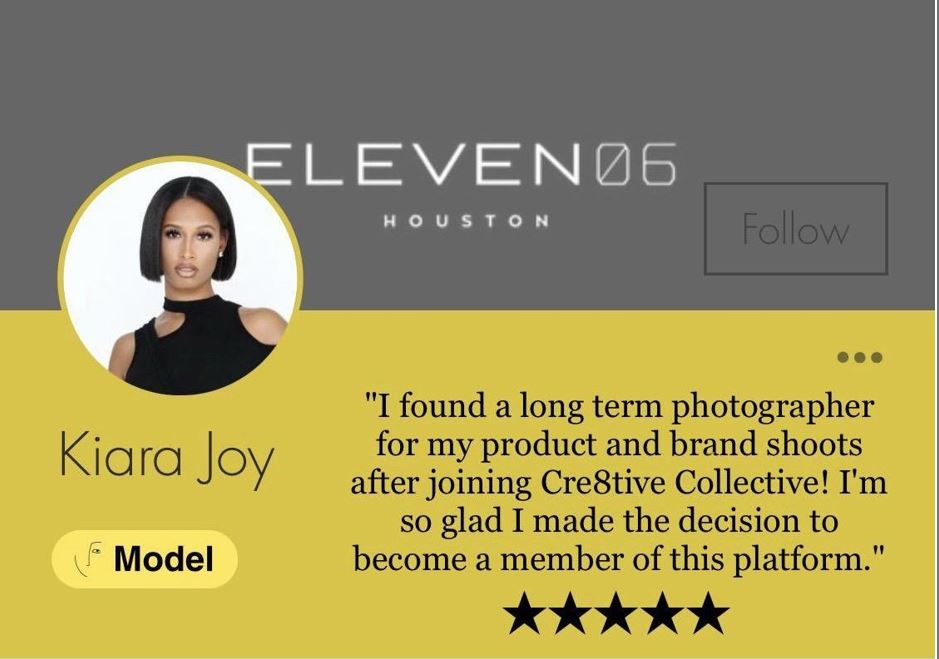 ELEVEN06
HOUSTON
Follow
Kiara Joy
Model
"I found a long term photographer
for my product and brand shoots
after joining Cre8tive Collective! I'm
so glad I made the decision to
become a member of this platform."